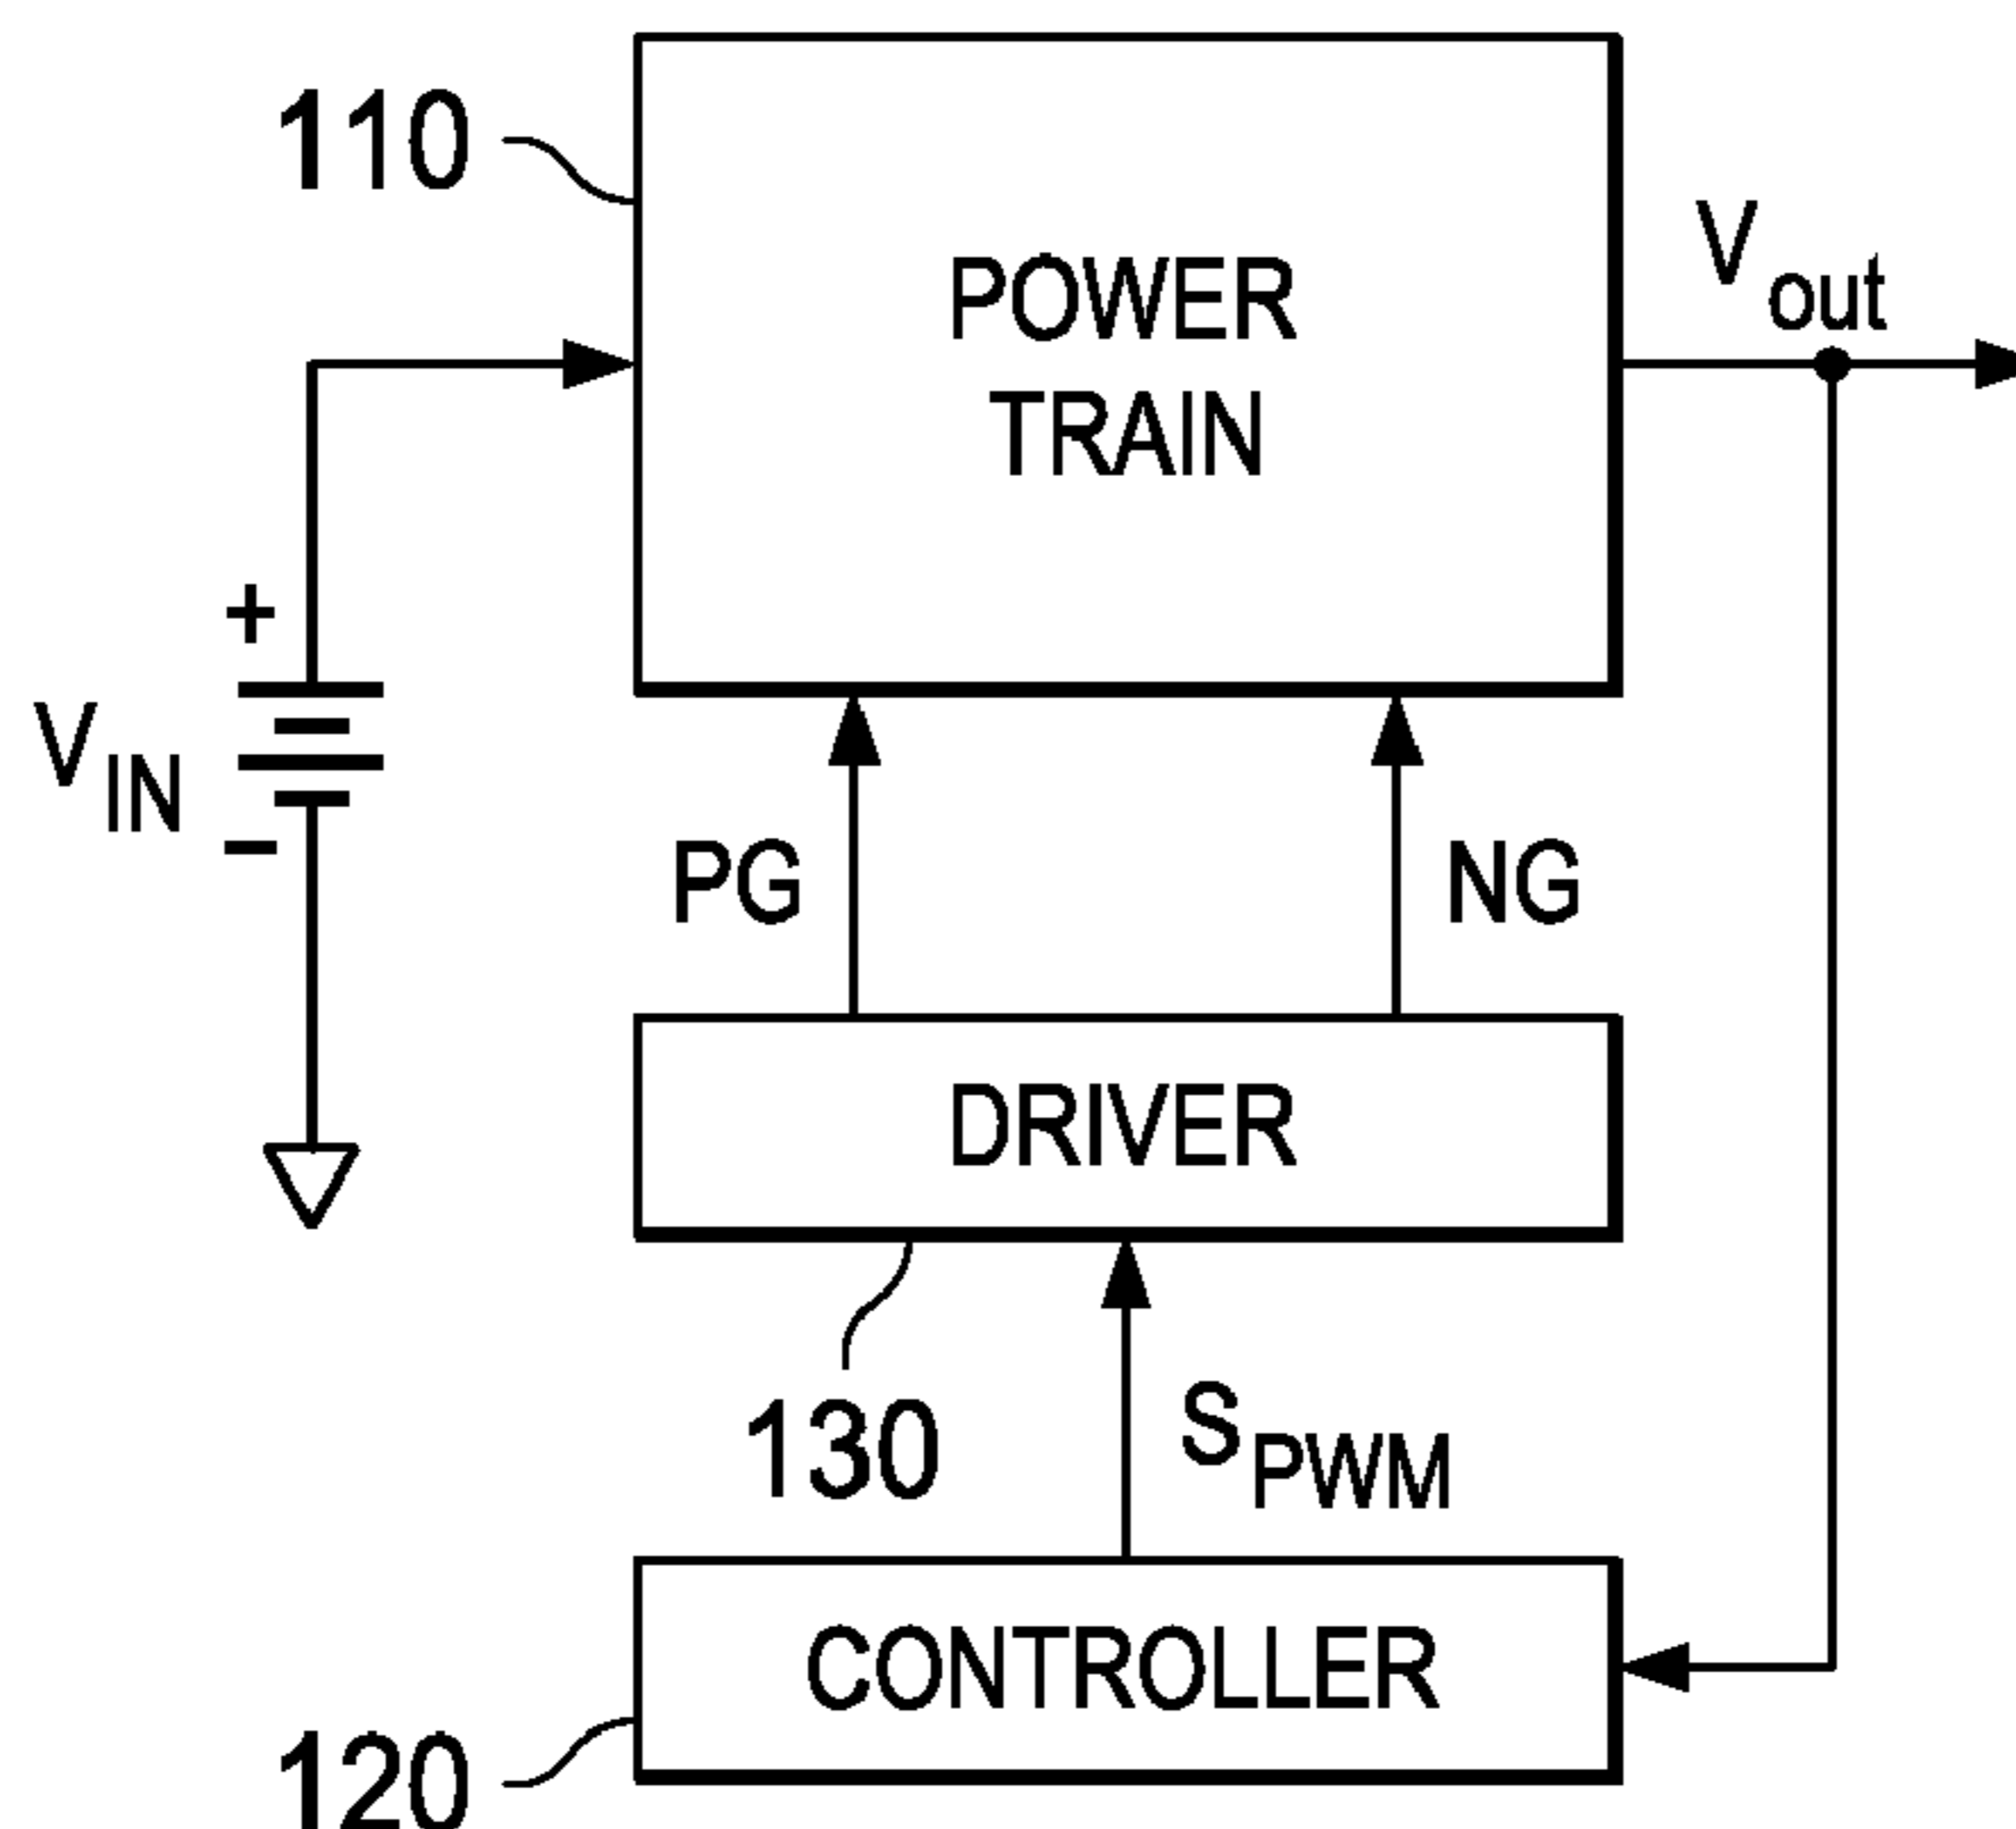 110
POWER
TRAIN
Vout
+
VIN
−
PG
NG
DRIVER
130
SPWM
CONTROLLER
120